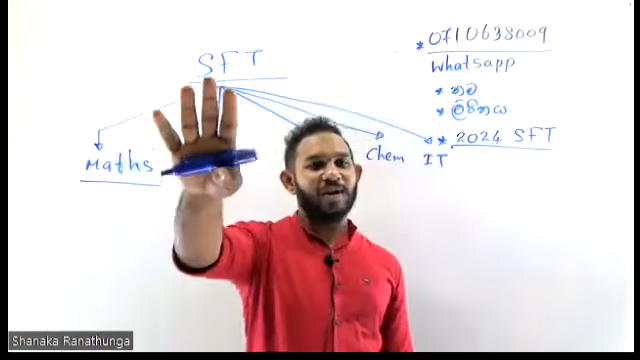 SFT
* 0710638009
Whatsapp
* නම
* ලිපිනය
* 2024 SFT
Maths
Chem
IT
Shanaka Ranathunga